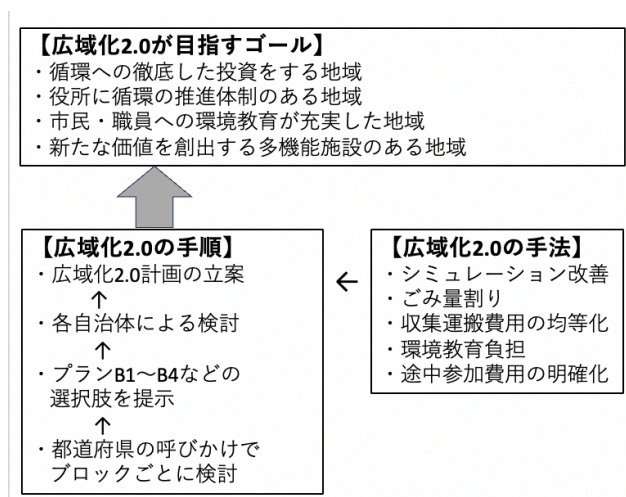 【広域化2.0が目指すゴール】
・循環への徹底した投資をする地域
・役所に循環の推進体制のある地域
・市民・職員への環境教育が充実した地域
・新たな価値を創出する多機能施設のある地域
【広域化2.0の手順】
・広域化2.0計画の立案
↑
・各自治体による検討
↑
・プランB1〜B4などの
選択肢を提示
↑
・都道府県の呼びかけで
ブロックごとに検討
←
【広域化2.0の手法】
・シミュレーション改善
・ごみ量割り
・収集運搬費用の均等化
・環境教育負担
・途中参加費用の明確化